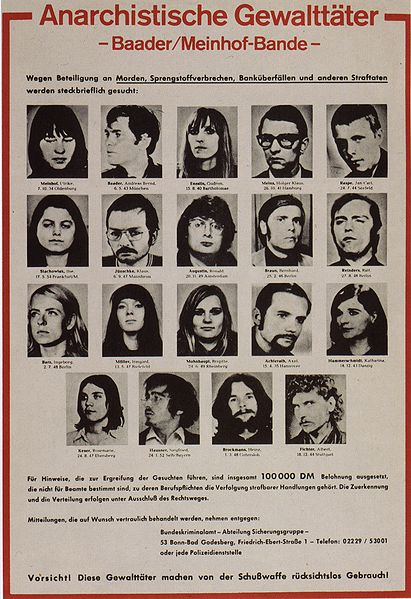 Anarchistische Gewalttäter
– Baader/Meinhof-Bande –
Wegen Beteiligung an Morden, Sprengstoffverbrechen, Banküberfällen und anderen Straftaten
werden steckbrieflich gesucht:
Meinhof, Ulrike, Baader, Andreas Bernd, Ensslin, Gudrun, Meins, Holger Klaus, Raspe, Jan-Carl,
7. 10. 34 Oldenburg 6. 5. 43 München 15. 8. 40 Bartholomae 26. 10. 41 Hamburg 24. 7. 44 Seefeld
Stachowiak, Ilse, Jünschke, Klaus, Augustin, Ronald, Braun, Bernhard, Reinders, Ralf,
17. 5. 54 Frankfurt/M. 6. 9. 47 Mannheim 20. 11. 49 Amsterdam 25. 2. 46 Berlin 27. 8. 48 Berlin
Barz, Ingeborg, Möller, Irmgard, Mohnhaupt, Brigitte, Achterath, Axel, Hammerschmidt, Katharina,
2. 7. 48 Berlin 13. 5. 47 Bielefeld 24. 6. 49 Rheinberg 15. 4. 35 Hannover 14. 12. 43 Danzig
Keser, Rosemarie, Hausner, Siegfried, Brockmann, Heinz, Fichter, Albert,
24. 8. 47 Ebersberg 24. 1. 52 Selb/Bayern 1. 3. 48 Gütersloh 18. 12. 44 Stuttgart
Für Hinweise, die zur Ergreifung der Gesuchten führen, sind insgesamt 100000 DM Belohnung ausgesetzt,
die nicht für Beamte bestimmt sind, zu deren Berufspflichten die Verfolgung strafbarer Handlungen gehört. Die Zuerkennung
und die Verteilung erfolgen unter Ausschluß des Rechtsweges.
Mitteilungen, die auf Wunsch vertraulich behandelt werden, nehmen entgegen:
Bundeskriminalamt – Abteilung Sicherungsgruppe –
53 Bonn-Bad Godesberg, Friedrich-Ebert-Straße 1 – Telefon: 02229 / 53001
oder jede Polizeidienststelle
Vorsicht! Diese Gewalttäter machen von der Schußwaffe rücksichtslos Gebrauch!